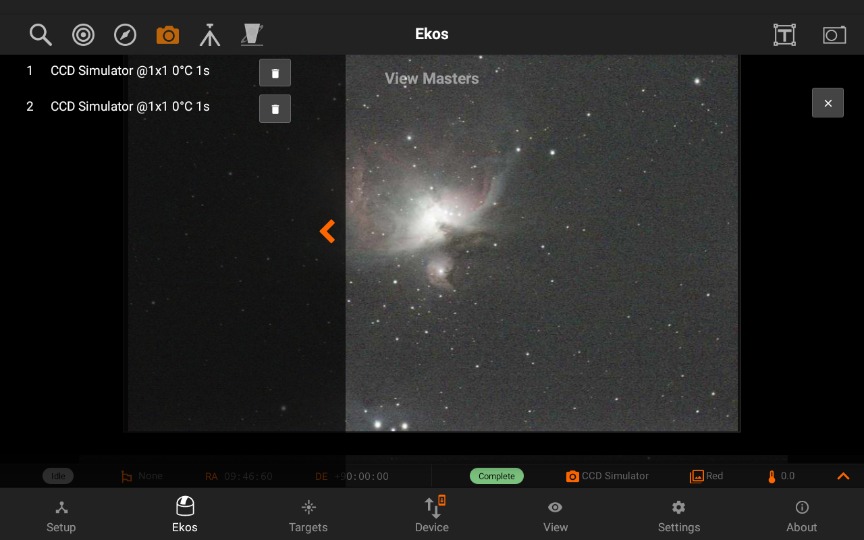 Ekos
1 CCD Simulator @1x1 0°C 1s
View Masters
2 CCD Simulator @1x1 0°C 1s
Idle None RA 09:46:60 DE +90:00:00 Complete CCD Simulator Red 0.0
Setup Ekos Targets Device View Settings About